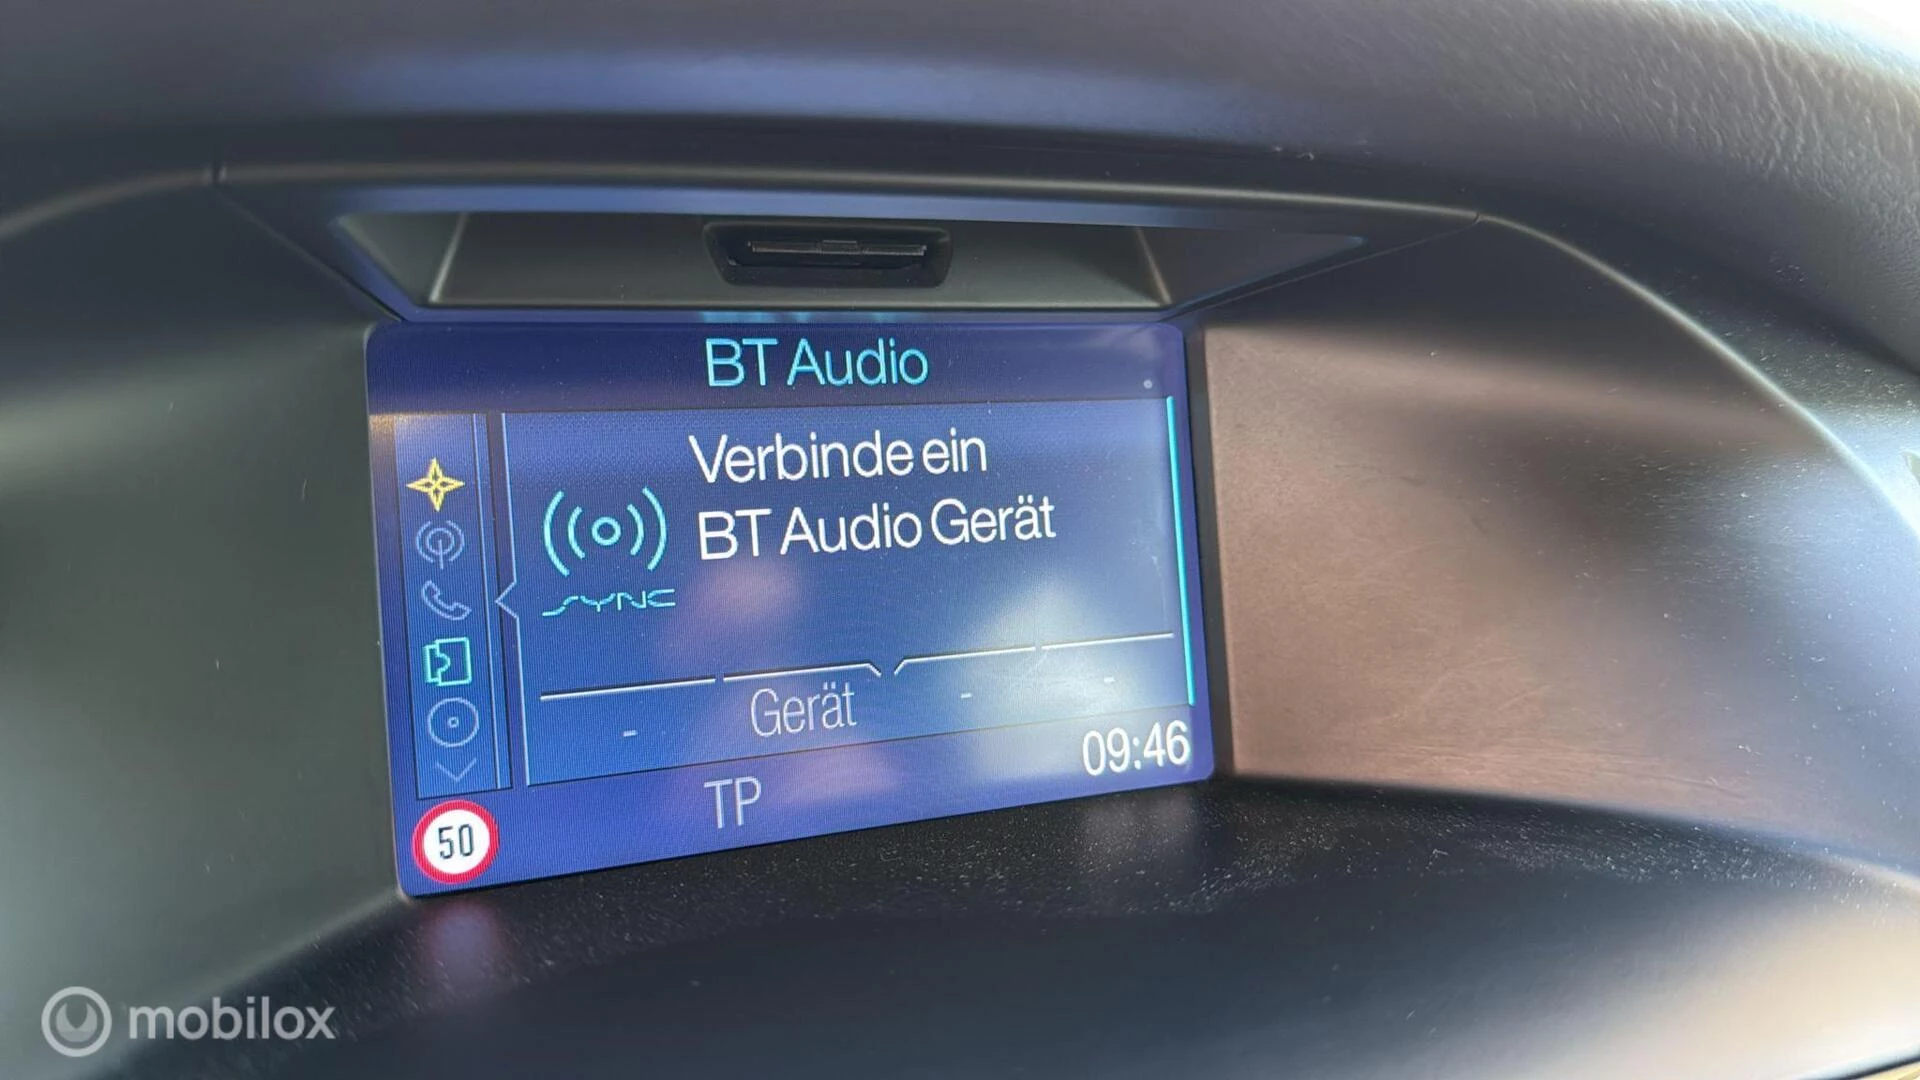 BT Audio
Verbinde ein
BT Audio Gerät
SYNC
- Gerät - -
TP
09:46
50
mobilox